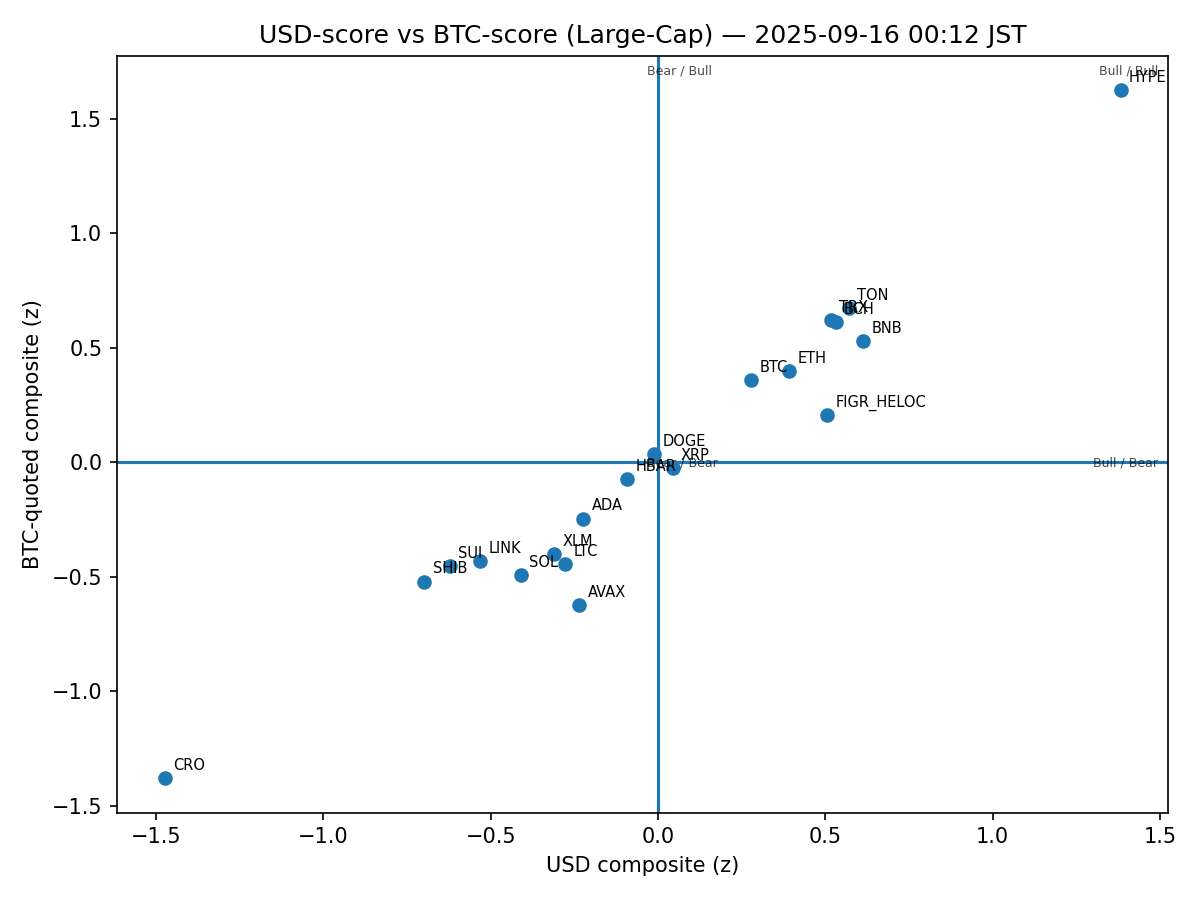 USD-score vs BTC-score (Large-Cap) — 2025-09-16 00:12 JST
Bear / Bull
Bull / Bull
HYPE
1.5
1.0
TON
TRX
BCH
BNB
0.5
ETH
BTC
FIGR_HELOC
DOGE
XRP
0.0
HBAR
/ Bear
Bull / Bear
ADA
XLM
LINK
LTC
SUI
SOL
SHIB
−0.5
AVAX
−1.0
CRO
−1.5
−1.5
−1.0
−0.5
0.0
0.5
1.0
1.5
USD composite (z)
BTC-quoted composite (z)